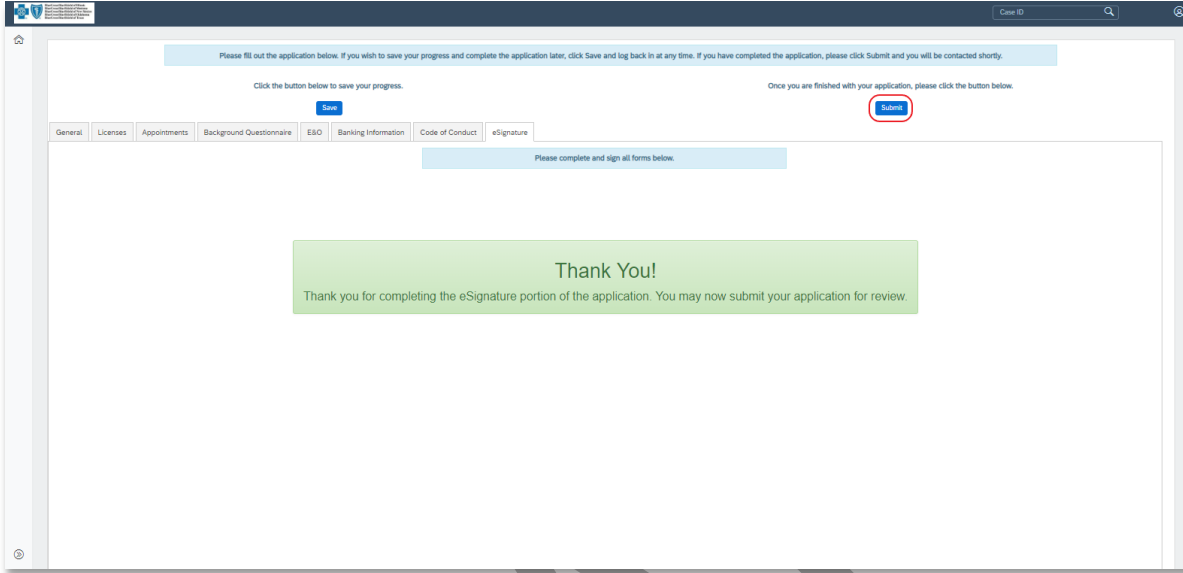 Case ID
Please fill out the application below. If you wish to save your progress and complete the application later, click Save and log back in at any time. If you have completed the application, please click Submit and you will be contacted shortly.
Click the button below to save your progress.
Once you are finished with your application, please click the button below.
Save
Submit
General Licenses Appointments Background Questionnaire E&O Banking Information Code of Conduct eSignature
Please complete and sign all forms below.
Thank You!
Thank you for completing the eSignature portion of the application. You may now submit your application for review.